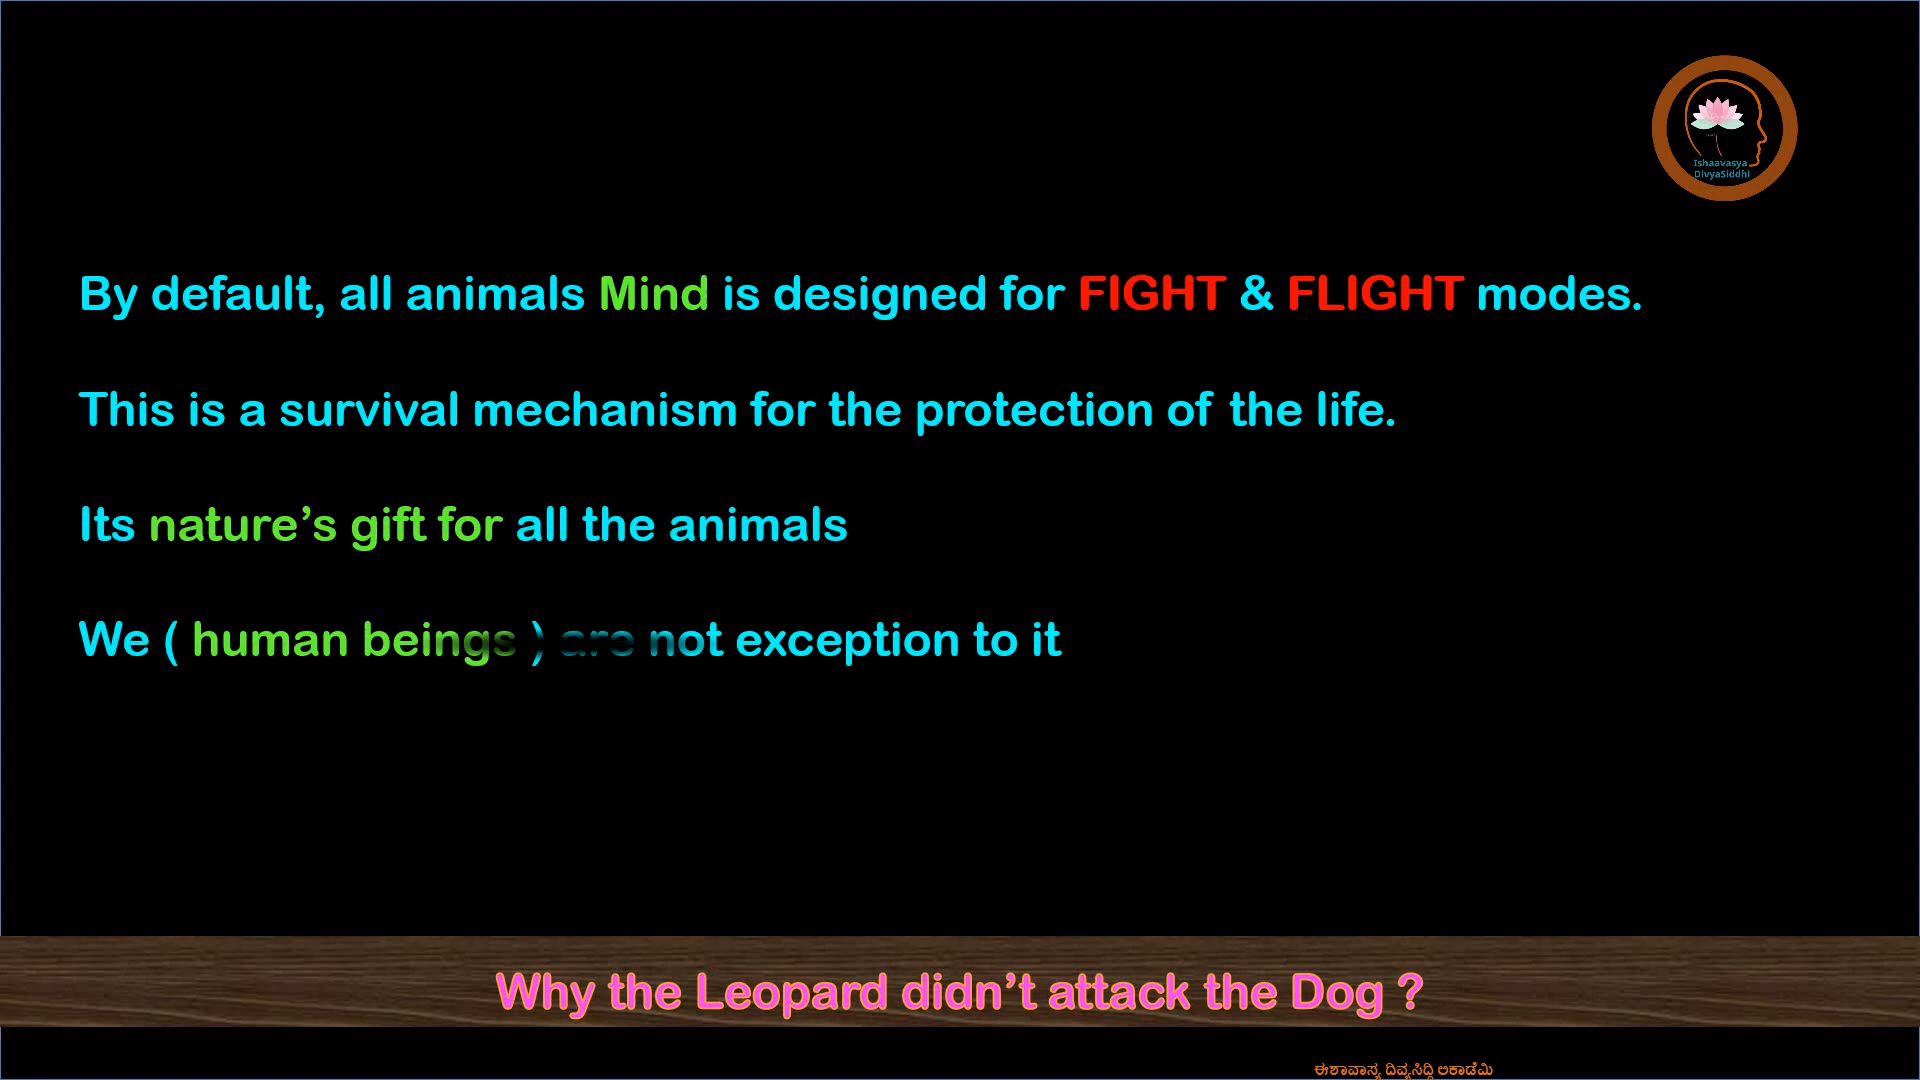 Ishaavasya
DivyaSiddhi
By default, all animals Mind is designed for FIGHT & FLIGHT modes.
This is a survival mechanism for the protection of the life.
Its nature’s gift for all the animals
We ( human beings ) are not exception to it
Why the Leopard didn’t attack the Dog ?
ಈಶಾವಾಸ್ಯ ದಿವ್ಯಸಿದ್ಧಿ ಅಕಾಡೆಮಿ